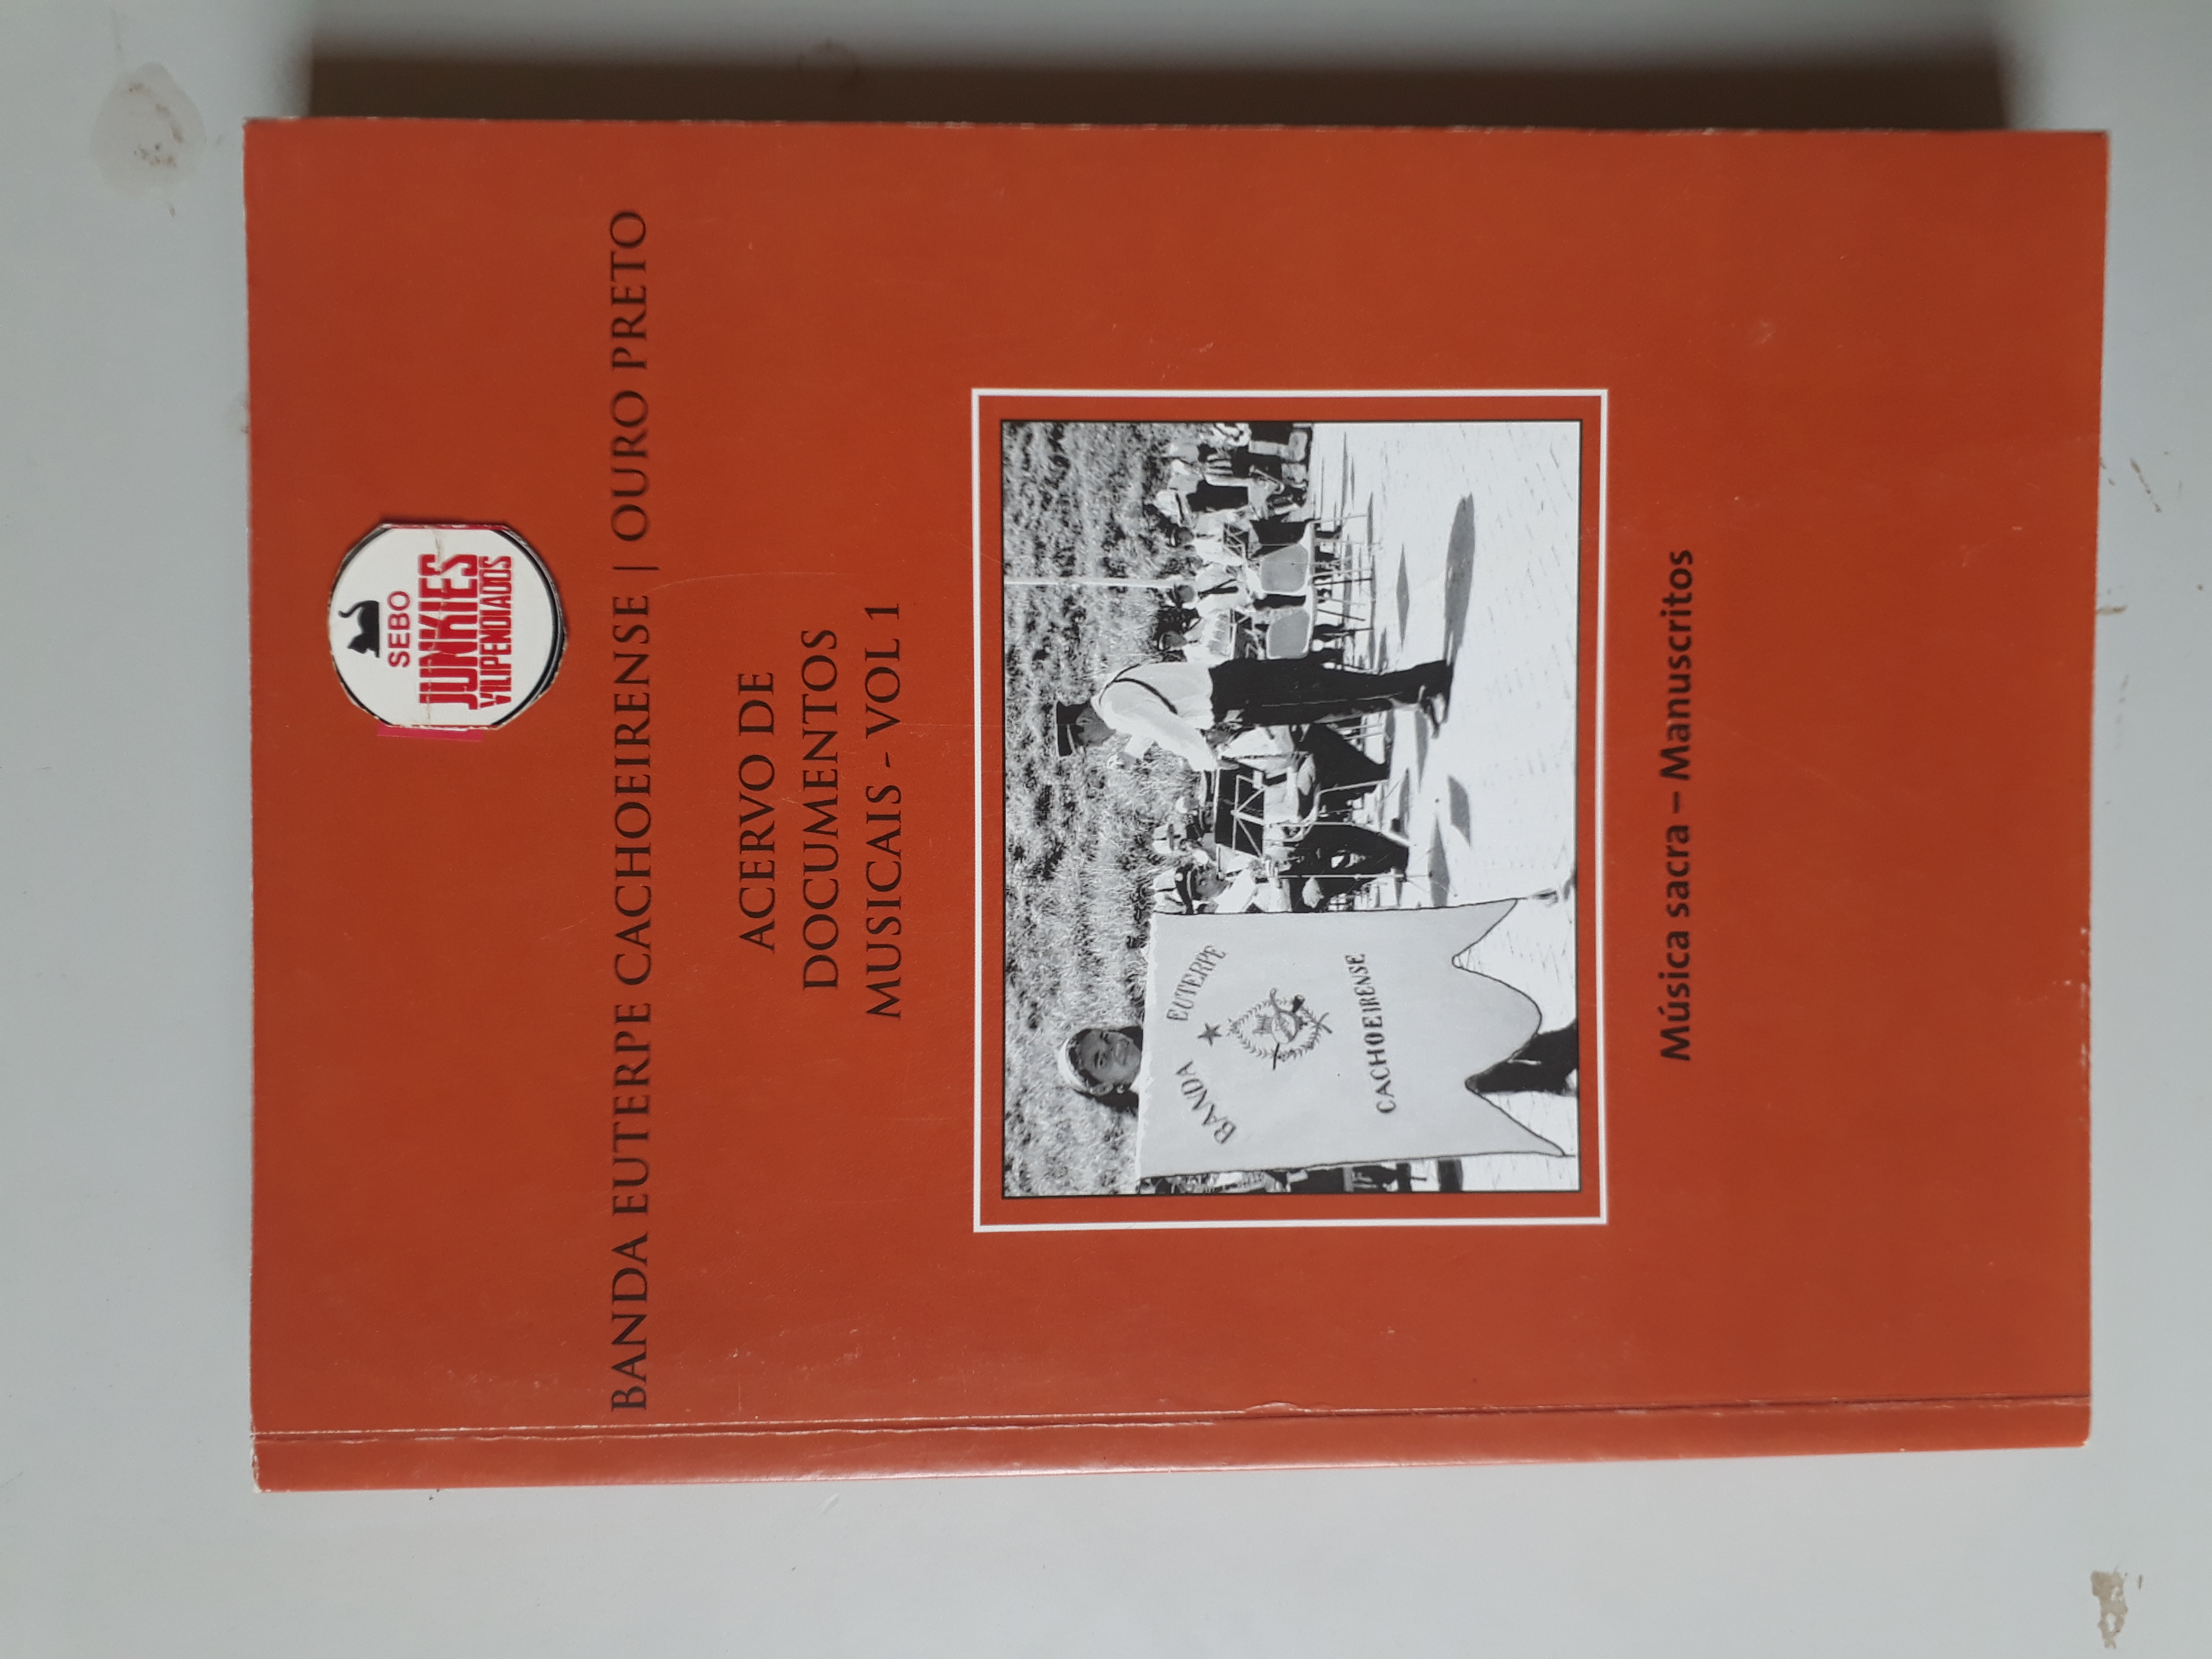 SEBO
JUNKIES
VILIPENDIADOS
BANDA EUTERPE CACHOEIRENSE | OURO PRETO
ACERVO DE
DOCUMENTOS
MUSICAIS - VOL 1
BANDA EUTERPE
CACHOEIRENSE
Música sacra – Manuscritos